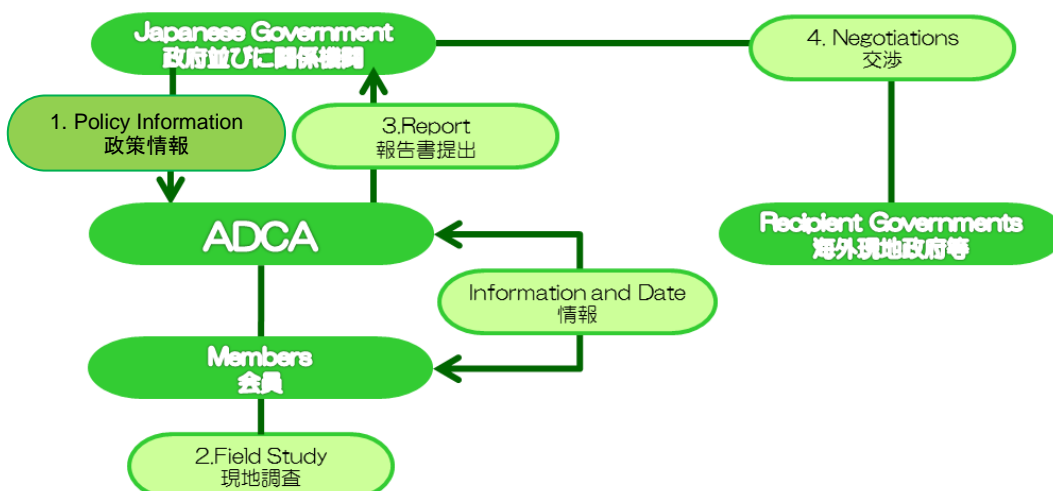 Japanese Government
政府並びに関係機関
4. Negotiations
交渉
1. Policy Information
政策情報
3.Report
報告書提出
ADCA
Recipient Governments
海外現地政府等
Information and Date
情報
Members
会員
2.Field Study
現地調査